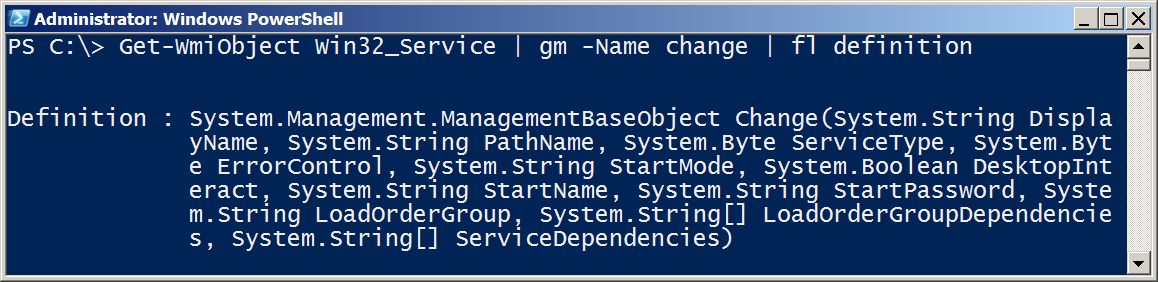 Administrator: Windows PowerShell
PS C:\> Get-WmiObject Win32_Service | gm -Name change | fl definition
Definition : System.Management.ManagementBaseObject Change(System.String Displa
yName, System.String PathName, System.Byte ServiceType, System.Byt
e ErrorControl, System.String StartMode, System.Boolean DesktopInt
eract, System.String StartName, System.String StartPassword, Syste
m.String LoadOrderGroup, System.String[] LoadOrderGroupDependencie
s, System.String[] ServiceDependencies)